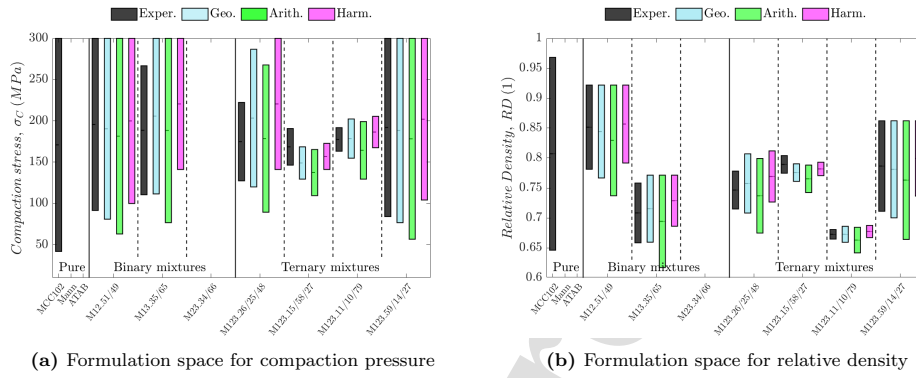 Exper. Geo. Arith. Harm.
Compaction stress, σ_C (MPa)
300
250
200
150
100
50
Pure Binary mixtures Ternary mixtures
MCC102
Mann
ATAB
M12.51/49
M13.35/65
M23.34/66
M123.26/25/48
M123.15/58/27
M123.11/10/79
M123.59/14/27
(a) Formulation space for compaction pressure
Exper. Geo. Arith. Harm.
Relative Density, RD (1)
1
0.95
0.9
0.85
0.8
0.75
0.7
0.65
0.6
Pure Binary mixtures Ternary mixtures
MCC102
Mann
ATAB
M12.51/49
M13.35/65
M23.34/66
M123.26/25/48
M123.15/58/27
M123.11/10/79
M123.59/14/27
(b) Formulation space for relative density